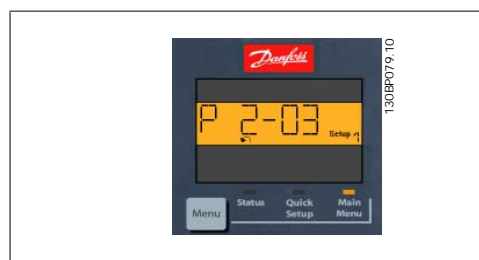 Danfoss
130BP079.10
P 2-03
Setup 1
Status
Quick
Setup
Main
Menu
Menu